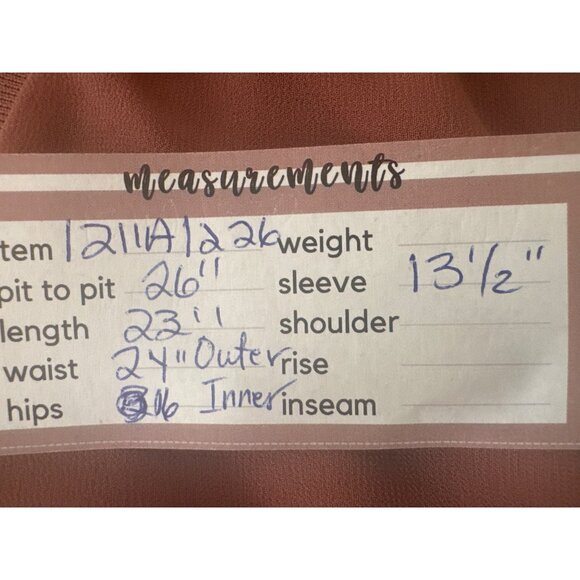 measurements
tem 1211A1226 weight
pit to pit 26" sleeve 13 1/2"
length 23" shoulder
waist 24" Outer rise
hips 16 Inner inseam